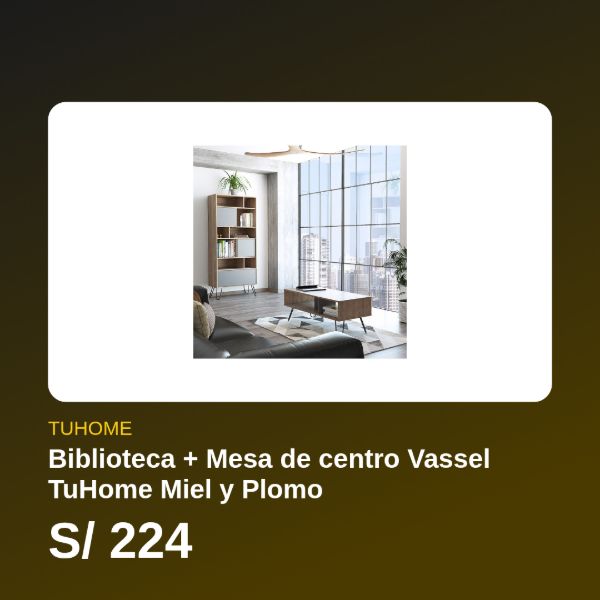 TUHOME
Biblioteca + Mesa de centro Vassel
TuHome Miel y Plomo
S/ 224